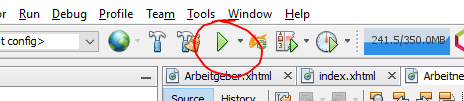 Run Debug Profile Team Tools Window Help
t config>
241.5/350.0MB
Arbeitgeber.xhtml index.xhtml Arbeitne
Source History